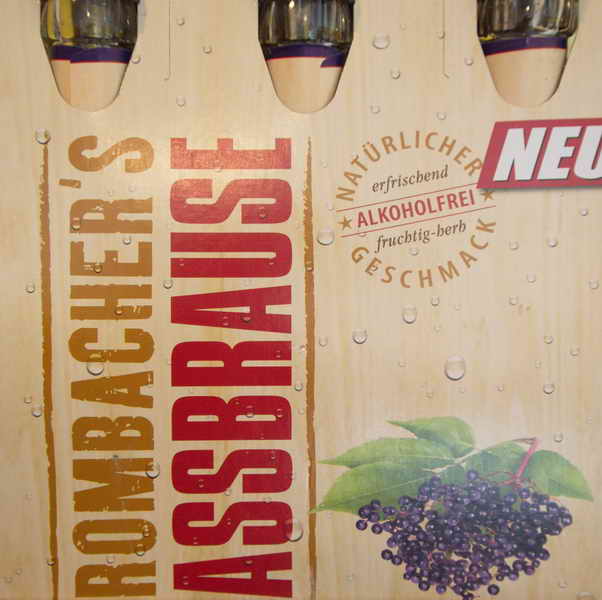 ROMBACHER'S
ASSBRAUSE
NATÜRLICHER
erfrischend
ALKOHOLFREI
fruchtig-herb
GESCHMACK
NEU